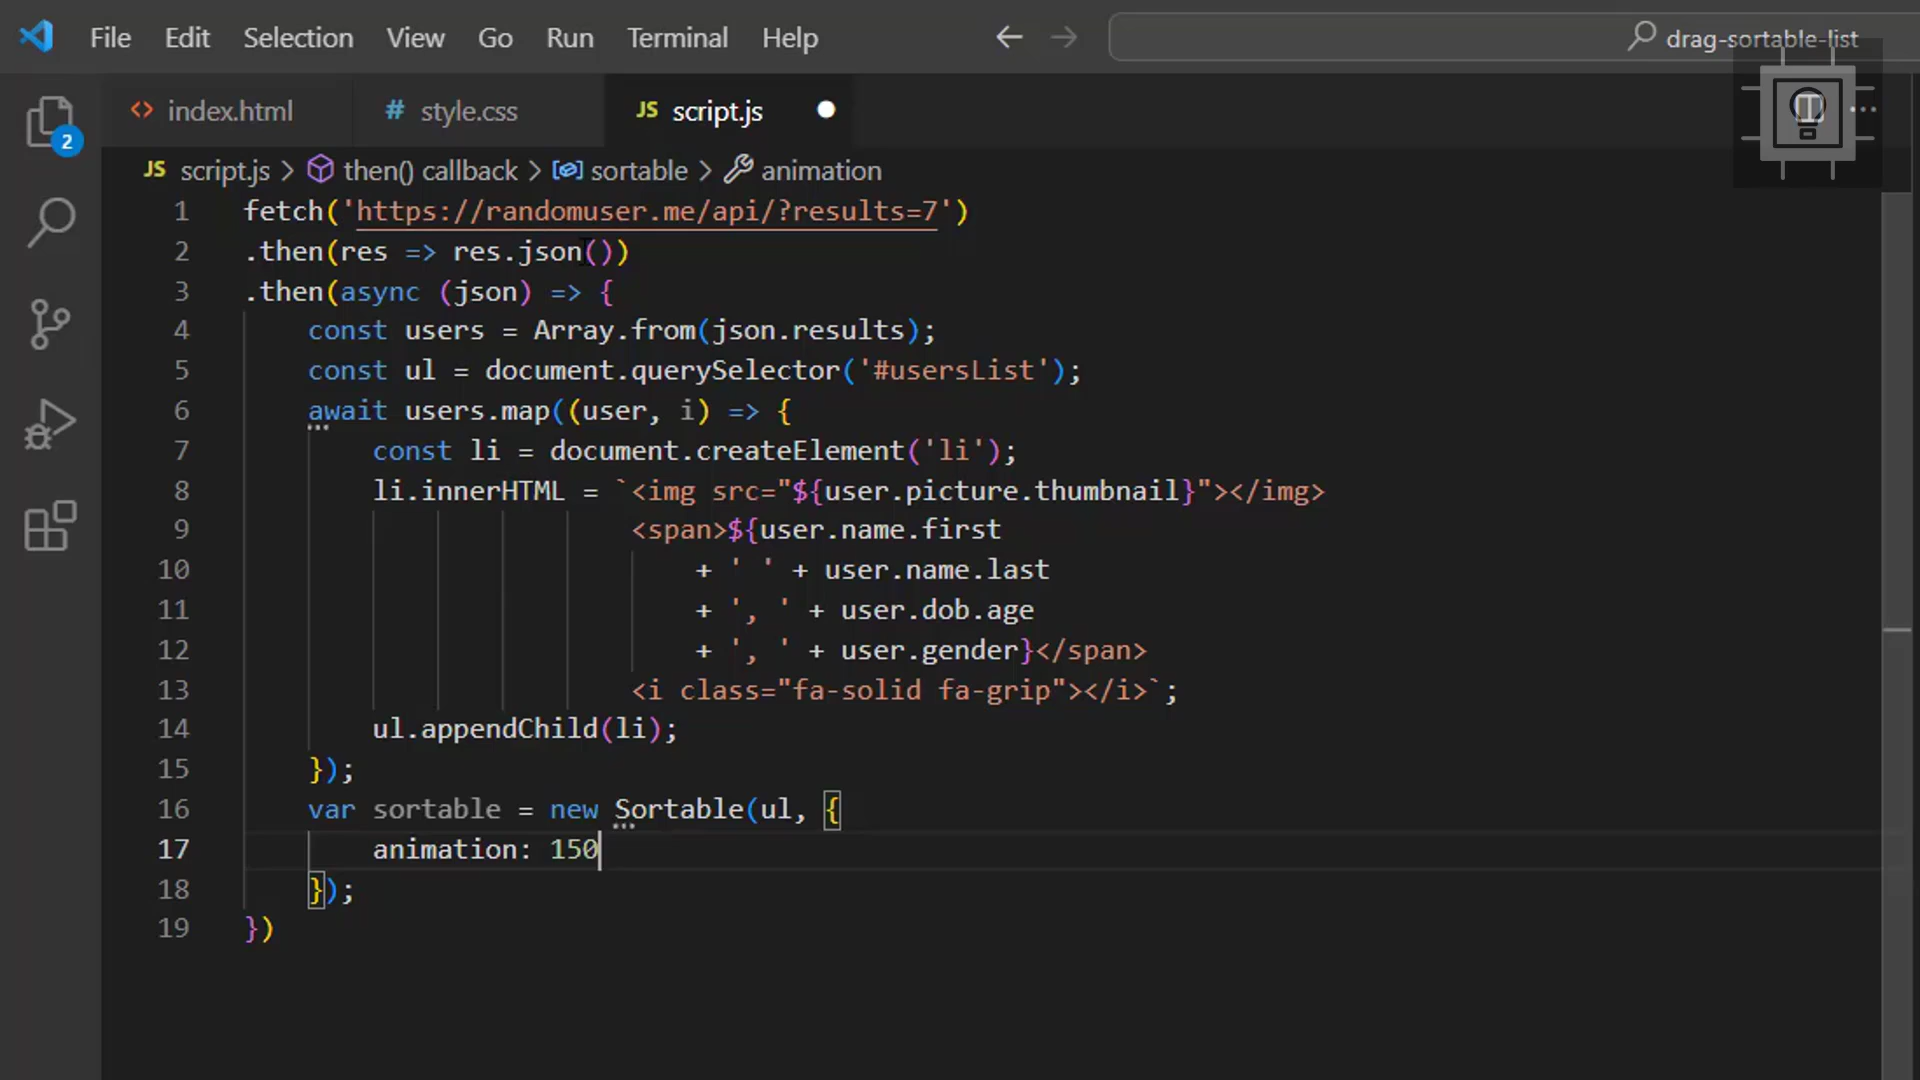 File Edit Selection View Go Run Terminal Help drag-sortable-list
2 <> index.html # style.css JS script.js
JS script.js > then() callback > sortable > animation
1 fetch('https://randomuser.me/api/?results=7')
2 .then(res => res.json())
3 .then(async (json) => {
4 const users = Array.from(json.results);
5 const ul = document.querySelector('#usersList');
6 await users.map((user, i) => {
7 const li = document.createElement('li');
8 li.innerHTML = `<img src="${user.picture.thumbnail}"></img>
9 <span>${user.name.first
10 + ' ' + user.name.last
11 + ', ' + user.dob.age
12 + ', ' + user.gender}</span>
13 <i class="fa-solid fa-grip"></i>`;
14 ul.appendChild(li);
15 });
16 var sortable = new Sortable(ul, {
17 animation: 150
18 });
19 })